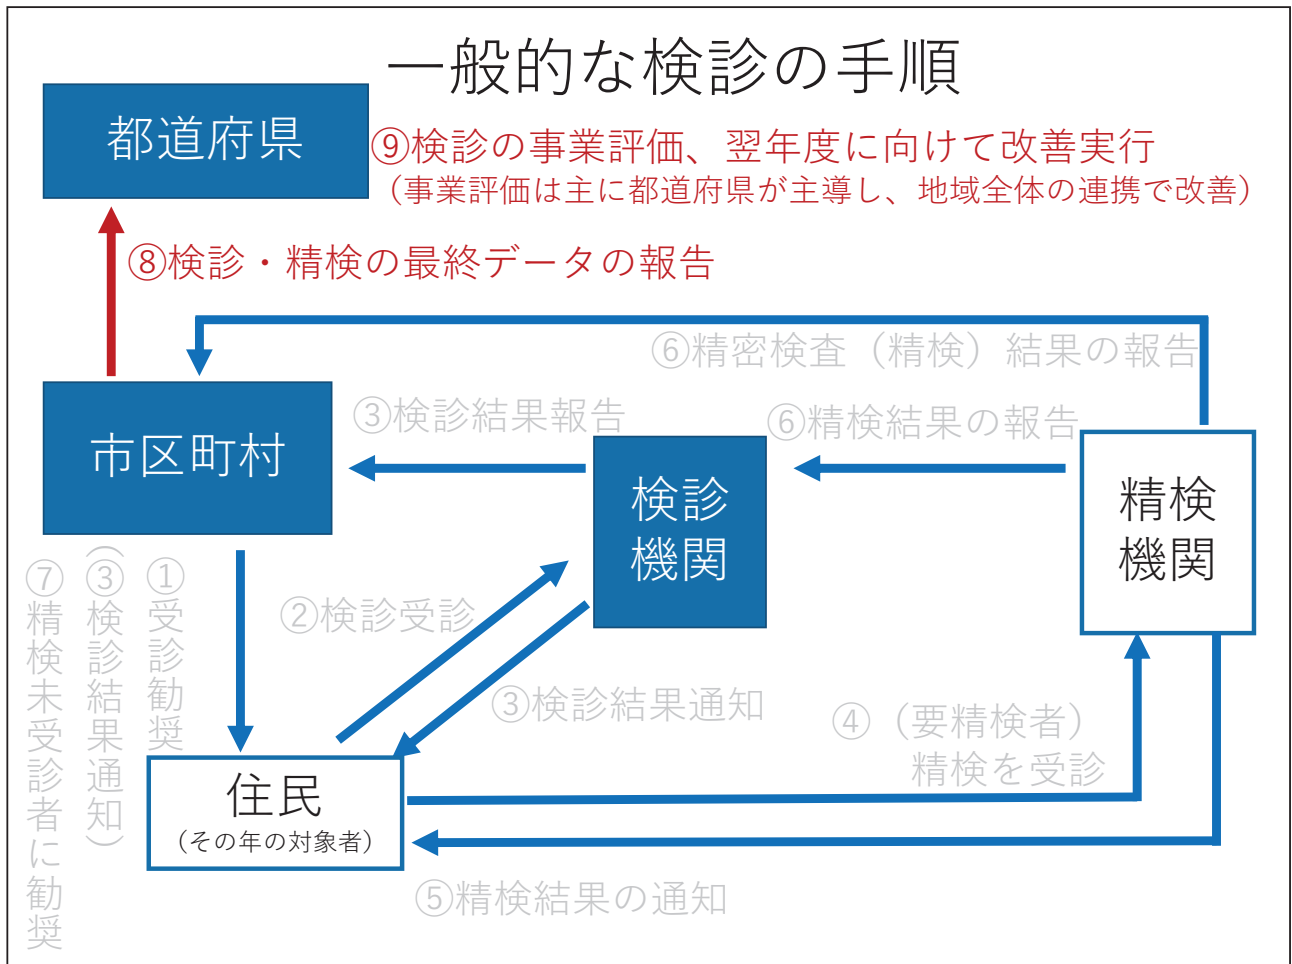 一般的な検診の手順
都道府県
⑨検診の事業評価、翌年度に向けて改善実行
（事業評価は主に都道府県が主導し、地域全体の連携で改善）
⑧検診・精検の最終データの報告
⑥精密検査（精検）結果の報告
③検診結果報告
⑥精検結果の報告
市区町村
検診
機関
精検
機関
①受診勧奨
（③検診結果通知）
⑦精検未受診者に勧奨
②検診受診
③検診結果通知
④（要精検者）
精検を受診
住民
（その年の対象者）
⑤精検結果の通知